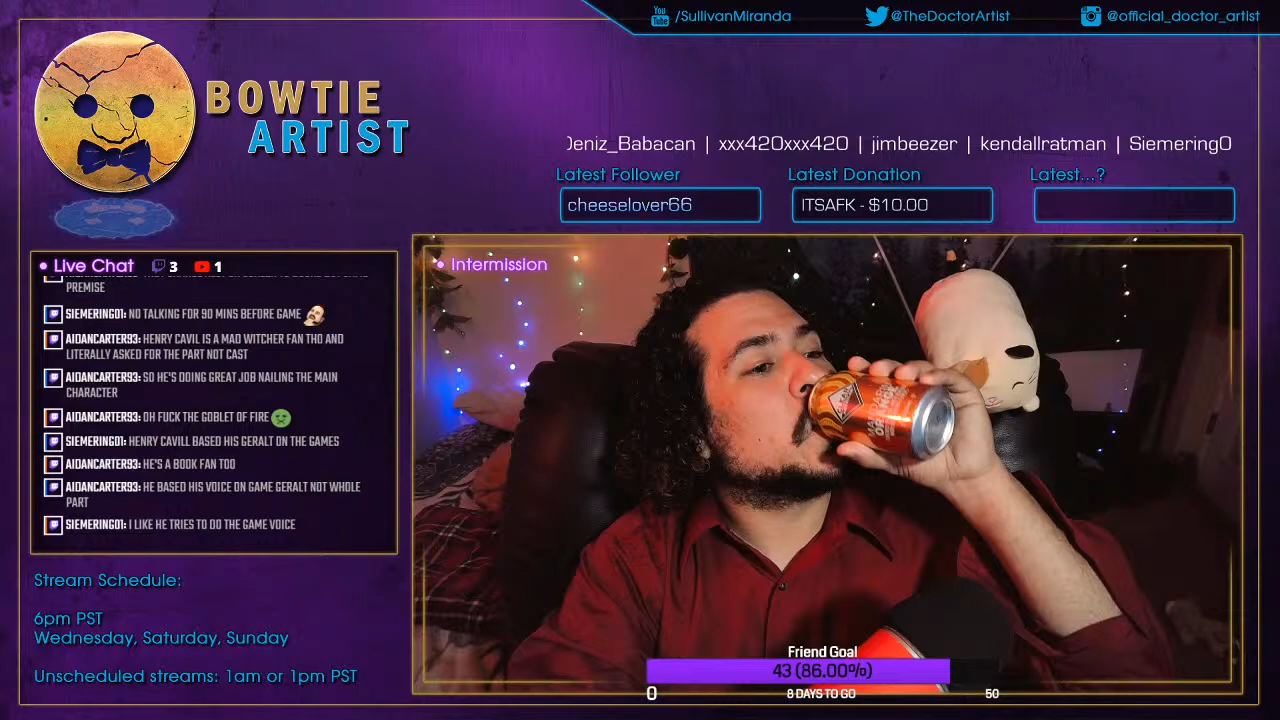 You Tube /SullivanMiranda
@TheDoctorArtist
@official_doctor_artist
BOWTIE
ARTIST
Deniz_Babacan | xxx420xxx420 | jimbeezer | kendallratman | Siemering0
Latest Follower
Latest Donation
Latest...?
cheeselover66
ITSAFK - $10.00
• Live Chat 3 1
PREMISE
SIEMERING01: NO TALKING FOR 90 MINS BEFORE GAME
AIDANCARTER93: HENRY CAVIL IS A MAD WITCHER FAN THO AND
LITERALLY ASKED FOR THE PART NOT CAST
AIDANCARTER93: SO HE'S DOING GREAT JOB NAILING THE MAIN
CHARACTER
AIDANCARTER93: OH FUCK THE GOBLET OF FIRE
SIEMERING01: HENRY CAVILL BASED HIS GERALT ON THE GAMES
AIDANCARTER93: HE'S A BOOK FAN TOO
AIDANCARTER93: HE BASED HIS VOICE ON GAME GERALT NOT WHOLE
PART
SIEMERING01: I LIKE HE TRIES TO DO THE GAME VOICE
• Intermission
Stream Schedule:
6pm PST
Wednesday, Saturday, Sunday
Unscheduled streams: 1am or 1pm PST
Friend Goal
43 (86.00%)
0
8 DAYS TO GO
50